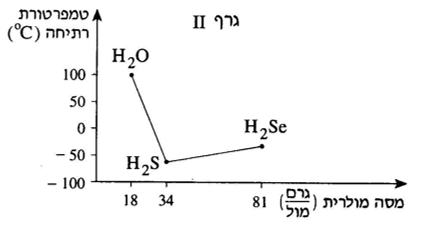 גרף II
טמפרטורת
רתיחה (°C)
H₂O
100
50
0
H₂Se
-50
H₂S
-100
18 34 81
מסה מולרית (גרם/מול)